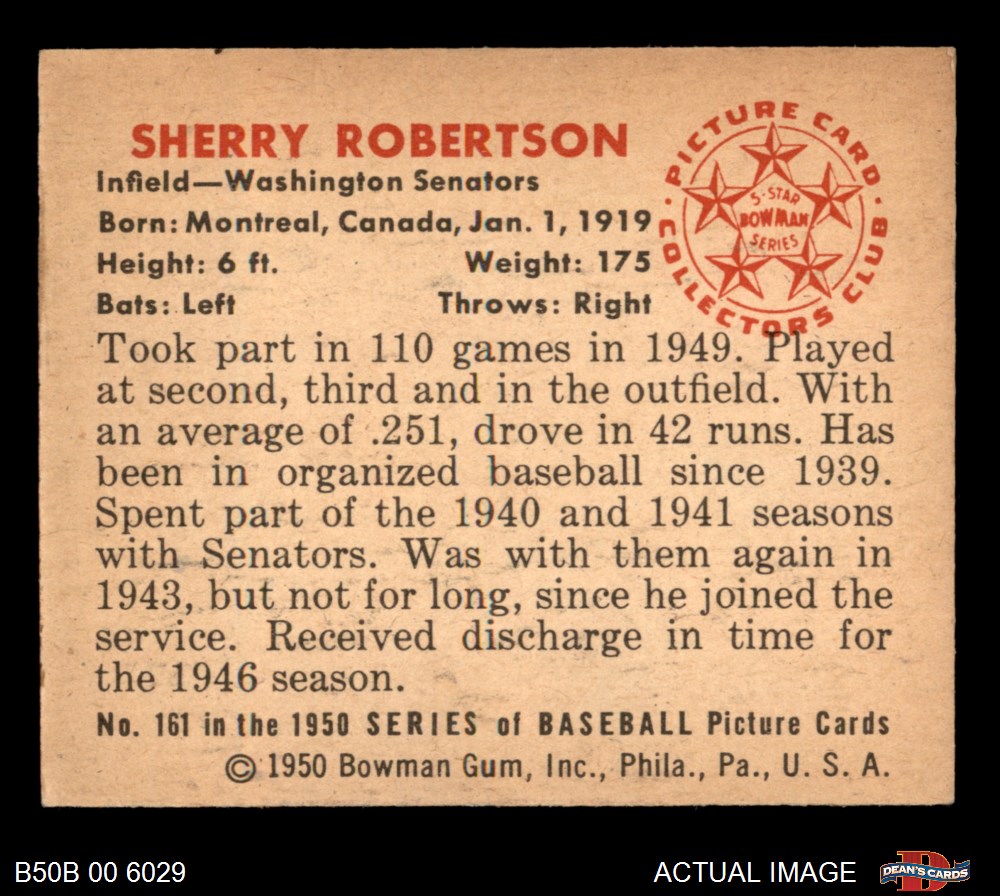 SHERRY ROBERTSON
Infield—Washington Senators
Born: Montreal, Canada, Jan. 1, 1919
Height: 6 ft. Weight: 175
Bats: Left Throws: Right
PICTURE CARD
COLLECTORS CLUB
5-STAR
BOWMAN
SERIES
Took part in 110 games in 1949. Played
at second, third and in the outfield. With
an average of .251, drove in 42 runs. Has
been in organized baseball since 1939.
Spent part of the 1940 and 1941 seasons
with Senators. Was with them again in
1943, but not for long, since he joined the
service. Received discharge in time for
the 1946 season.
No. 161 in the 1950 SERIES of BASEBALL Picture Cards
© 1950 Bowman Gum, Inc., Phila., Pa., U. S. A.
B50B 00 6029
ACTUAL IMAGE
D
DEAN'S CARDS